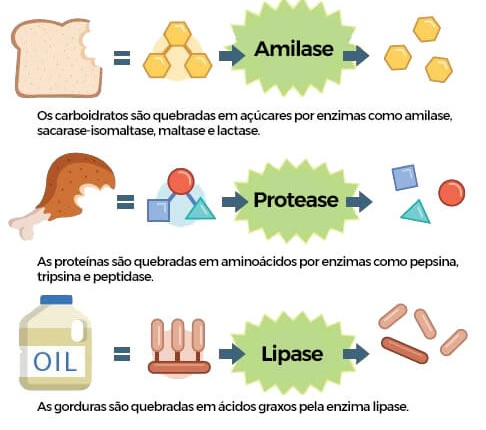 Amilase
Os carboidratos são quebradas em açúcares por enzimas como amilase,
sacarase-isomaltase, maltase e lactase.
Protease
As proteínas são quebradas em aminoácidos por enzimas como pepsina,
tripsina e peptidase.
OIL
Lipase
As gorduras são quebradas em ácidos graxos pela enzima lipase.